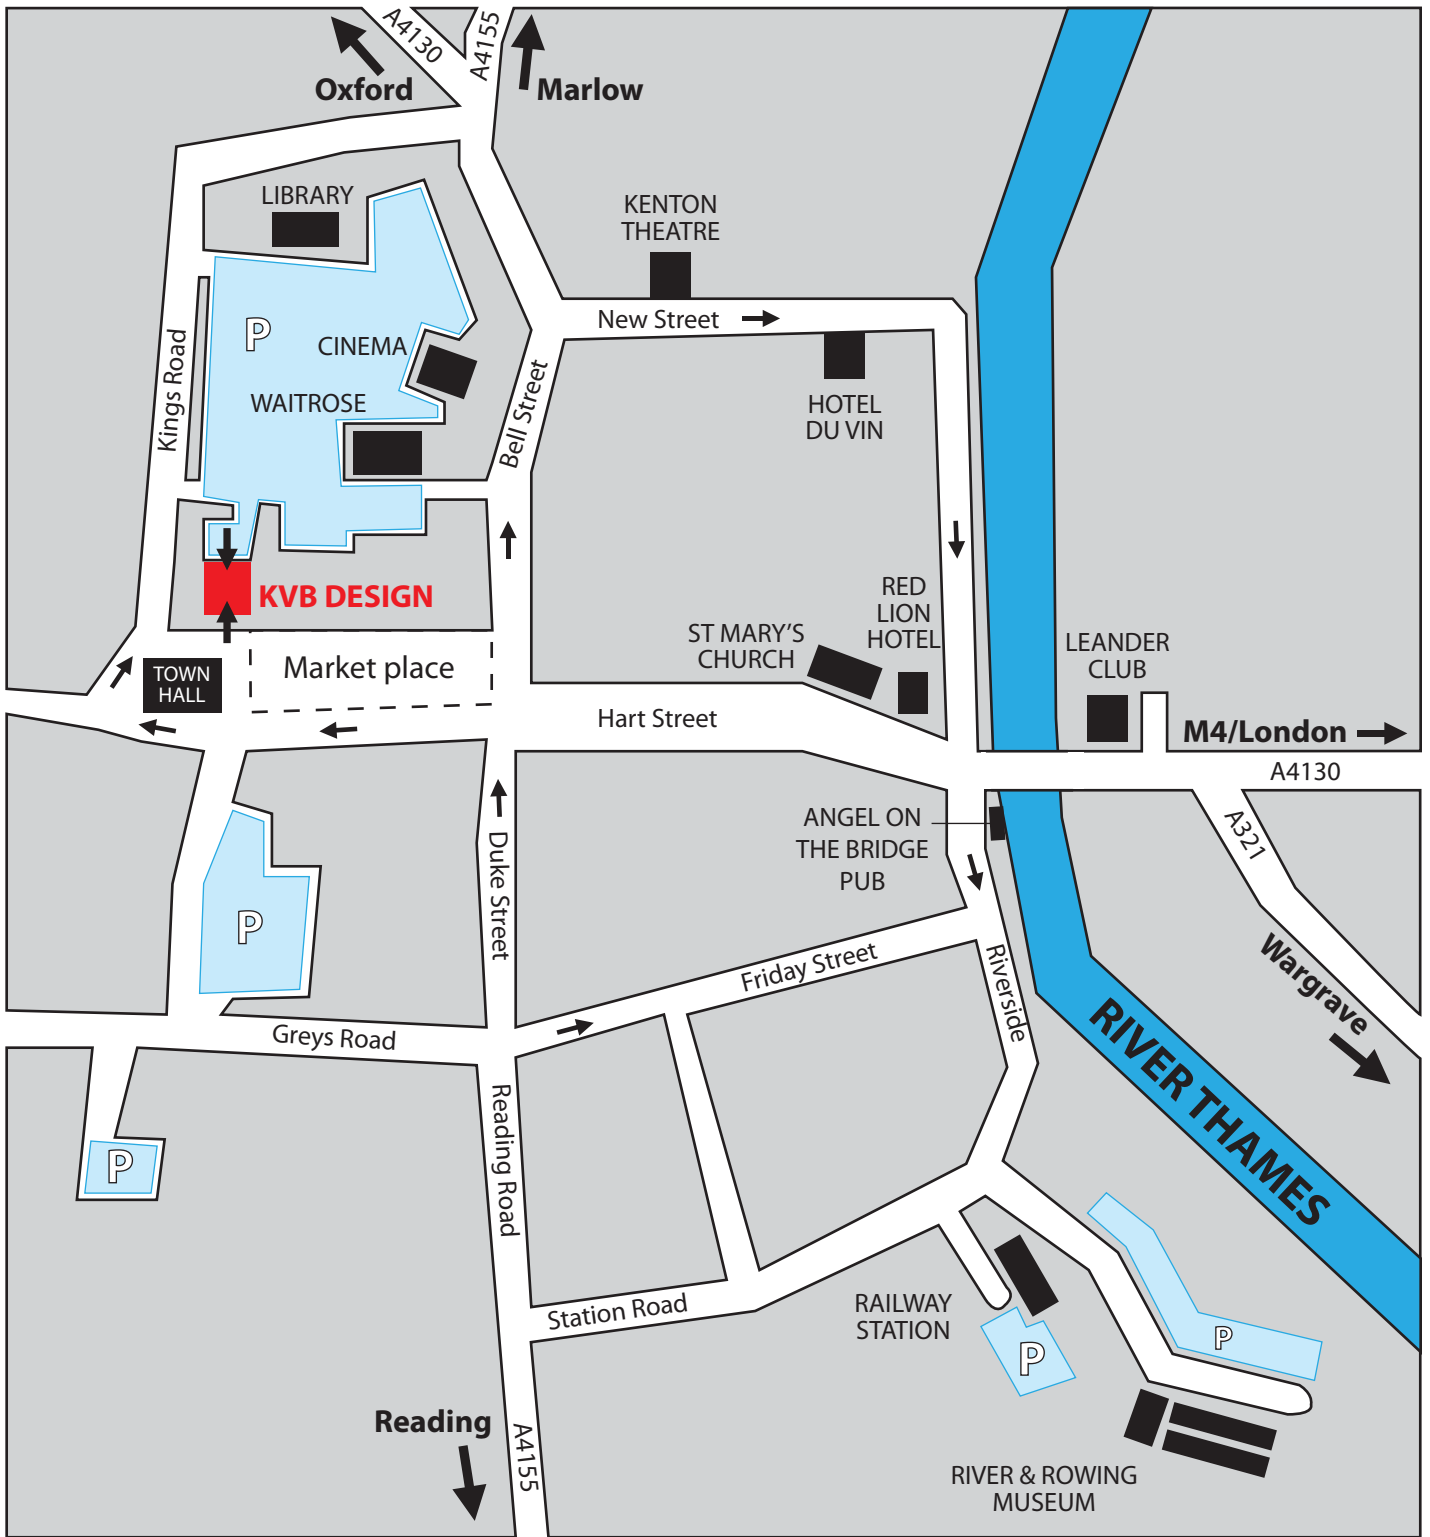 A4130
A4155
Oxford
Marlow
LIBRARY
KENTON
THEATRE
New Street
P
CINEMA
Kings Road
WAITROSE
Bell Street
HOTEL
DU VIN
KVB DESIGN
RED
LION
HOTEL
ST MARY'S
CHURCH
LEANDER
CLUB
TOWN
HALL
Market place
Hart Street
M4/London
A4130
ANGEL ON
THE BRIDGE
PUB
A321
Duke Street
P
Friday Street
Riverside
Wargrave
Greys Road
RIVER THAMES
Reading Road
P
Station Road
RAILWAY
STATION
P
P
Reading
A4155
RIVER & ROWING
MUSEUM